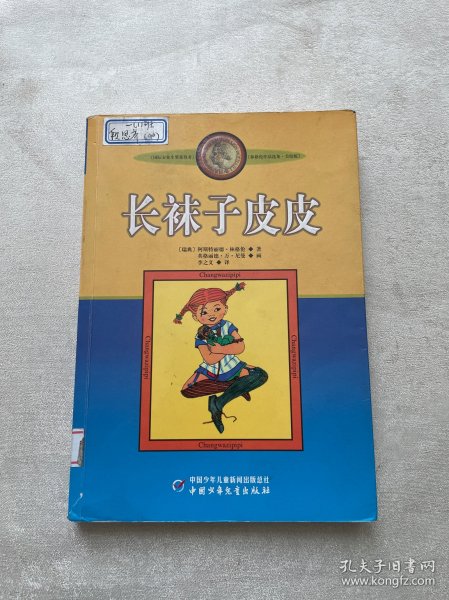 长袜子皮皮
〔瑞典〕阿斯特丽德·林格伦 ◆ 著
英格丽德·万·尼曼 ◆ 画
李之义 ◆ 译
Changwazipipi
Changwazipipi
Changwazipipi
Changwazipipi
中国少年儿童新闻出版总社
中国少年儿童出版社
孔夫子旧书网
www.kongfz.com